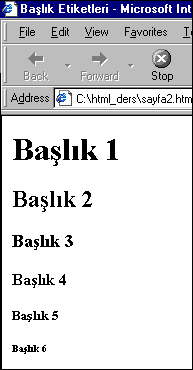 Başlık Etiketleri - Microsoft Int
File Edit View Favorites T
Back Forward Stop
Address C:\html_ders\sayfa2.htm
Başlık 1
Başlık 2
Başlık 3
Başlık 4
Başlık 5
Başlık 6